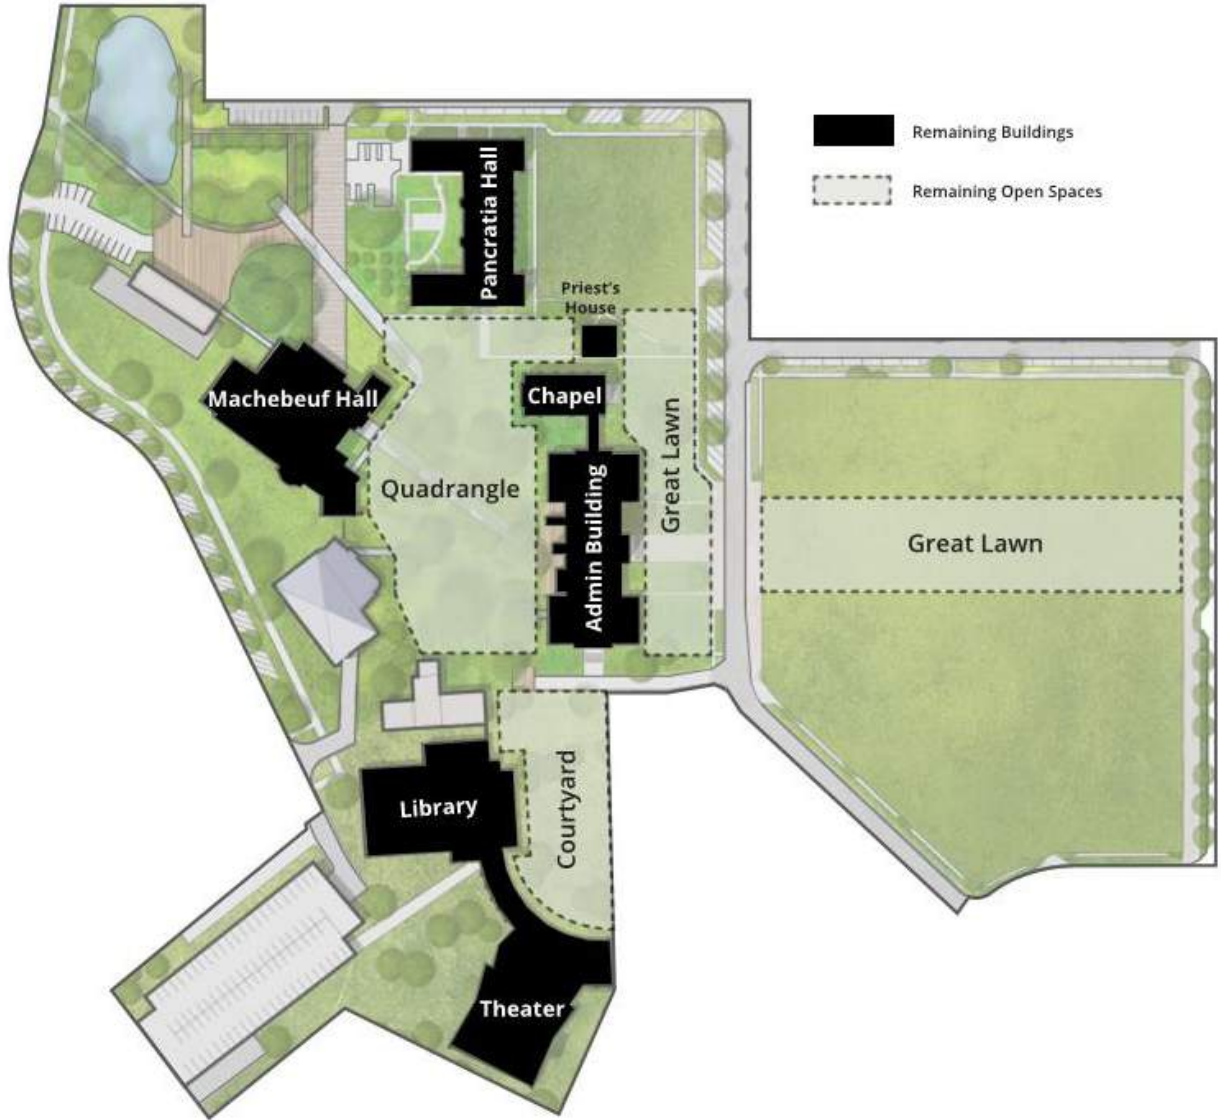 Remaining Buildings
Remaining Open Spaces
Pancratia Hall
Priest's
House
Machebeuf Hall
Chapel
Great Lawn
Quadrangle
Admin Building
Great Lawn
Library
Courtyard
Theater